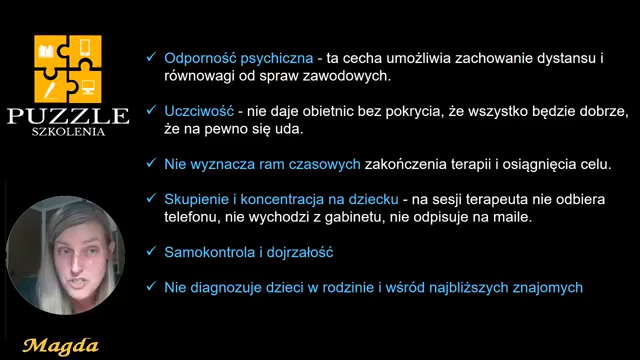 PUZZLE
SZKOLENIA
Odporność psychiczna - ta cecha umożliwia zachowanie dystansu i
równowagi od spraw zawodowych.
Uczciwość - nie daje obietnic bez pokrycia, że wszystko będzie dobrze,
że na pewno się uda.
Nie wyznacza ram czasowych zakończenia terapii i osiągnięcia celu.
Skupienie i koncentracja na dziecku - na sesji terapeuta nie odbiera
telefonu, nie wychodzi z gabinetu, nie odpisuje na maile.
Samokontrola i dojrzałość
Nie diagnozuje dzieci w rodzinie i wśród najbliższych znajomych
Magda